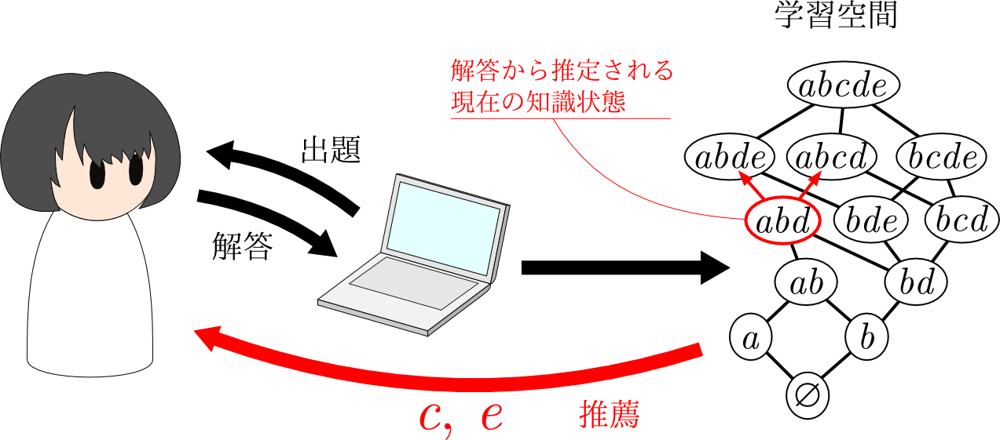 学習空間
解答から推定される
現在の知識状態
出題
解答
abcde
abde
abcd
bcde
abd
bde
bcd
ab
bd
a
b
∅
c, e
推薦